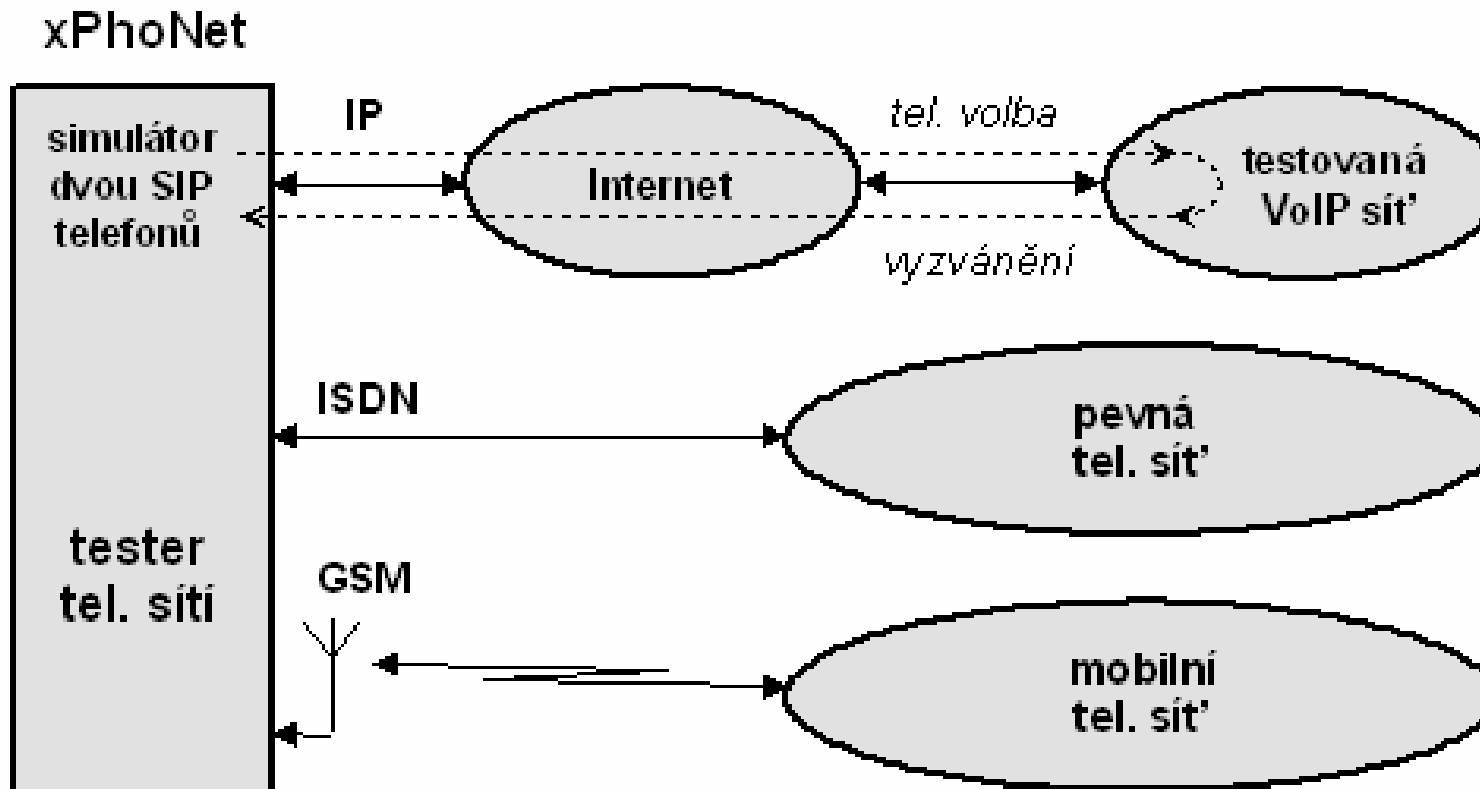 xPhoNet
simulátor
dvou SIP
telefonů
IP
Internet
tel. volba
vyzvánění
testovaná
VoIP síť
ISDN
pevná
tel. síť
tester
tel. sítí
GSM
mobilní
tel. síť